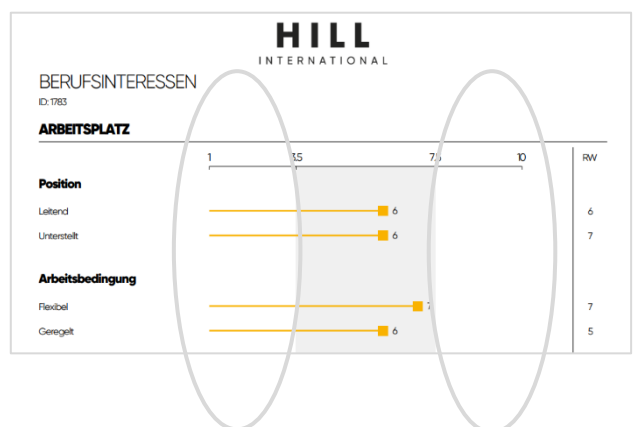 HILL
INTERNATIONAL
BERUFSINTERESSEN
ID: 1783
ARBEITSPLATZ
1 3.5 7.5 10 RW
Position
Leitend 6 6
Unterstellt 6 7
Arbeitsbedingung
Flexibel 7 7
Geregelt 6 5